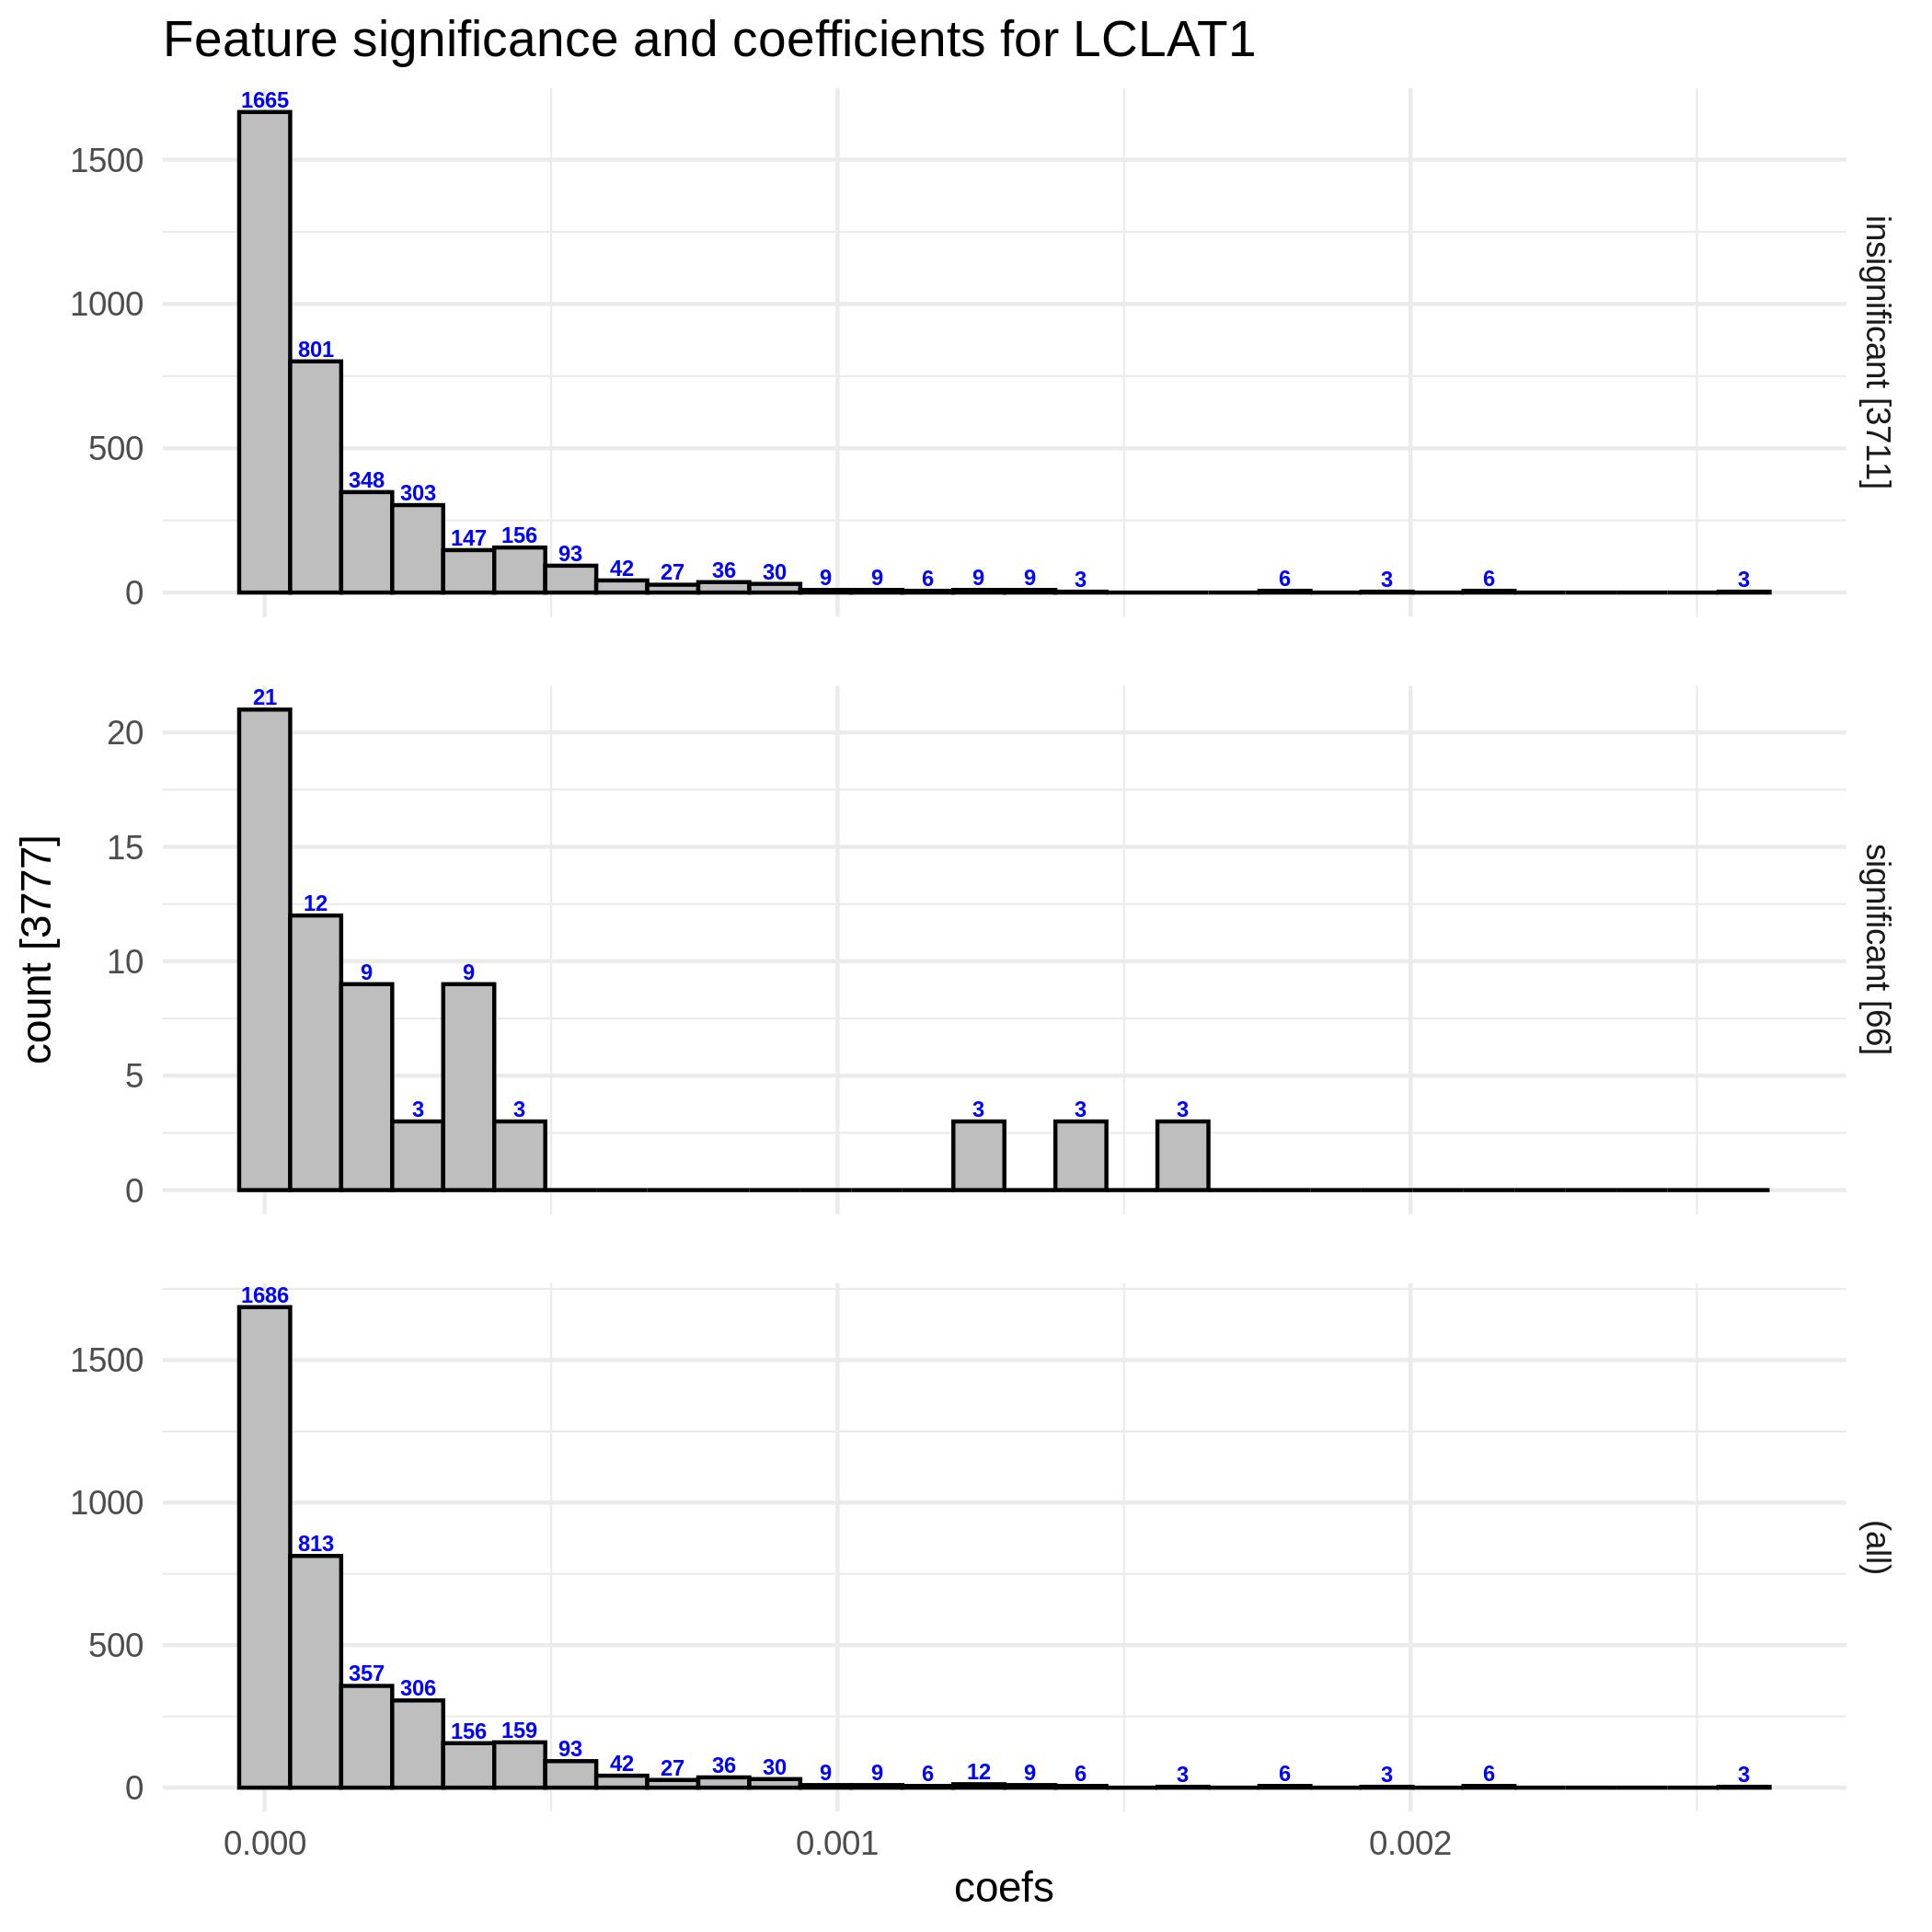 Feature significance and coefficients for LCLAT1
1665
1500
801
1000
348 303
500
147 156
93
42 27 36 30 9 9 6 9 9 3 6 3 6 3
0
insignificant [3711]
21
20
15
12
10
9 9
5
3 3 3 3 3
0
significant [66]
count [3777]
1686
1500
813
1000
357 306
500
156 159
93
42 27 36 30 9 9 6 12 9 6 3 6 3 6 3
0
(all)
0.000 0.001 0.002
coefs